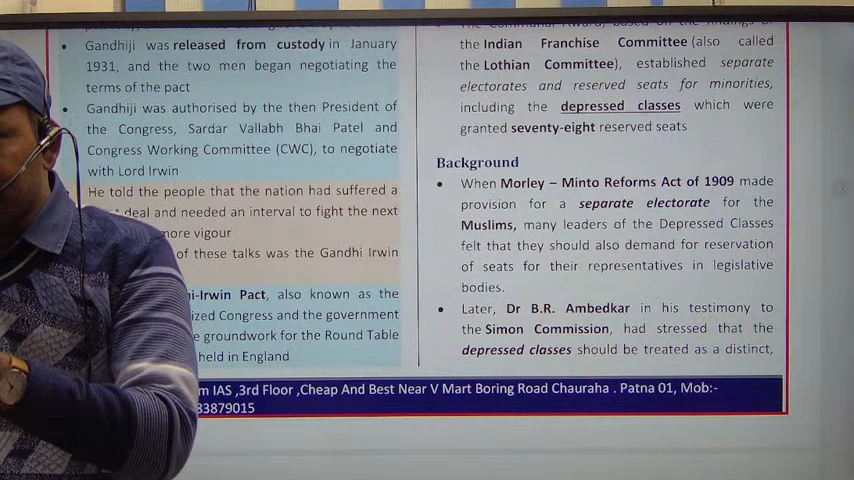 Gandhiji was released from custody in January
1931, and the two men began negotiating the
terms of the pact
Gandhiji was authorised by the then President of
the Congress, Sardar Vallabh Bhai Patel and
Congress Working Committee (CWC), to negotiate
with Lord Irwin
He told the people that the nation had suffered a
deal and needed an interval to fight the next
more vigour
of these talks was the Gandhi Irwin
hi-Irwin Pact, also known as the
ized Congress and the government
e groundwork for the Round Table
held in England
The Communal Award, based on the findings of
the Indian Franchise Committee (also called
the Lothian Committee), established separate
electorates and reserved seats for minorities,
including the depressed classes which were
granted seventy-eight reserved seats
Background
When Morley – Minto Reforms Act of 1909 made
provision for a separate electorate for the
Muslims, many leaders of the Depressed Classes
felt that they should also demand for reservation
of seats for their representatives in legislative
bodies.
Later, Dr B.R. Ambedkar in his testimony to
the Simon Commission, had stressed that the
depressed classes should be treated as a distinct,
m IAS ,3rd Floor ,Cheap And Best Near V Mart Boring Road Chauraha . Patna 01, Mob:-
83879015